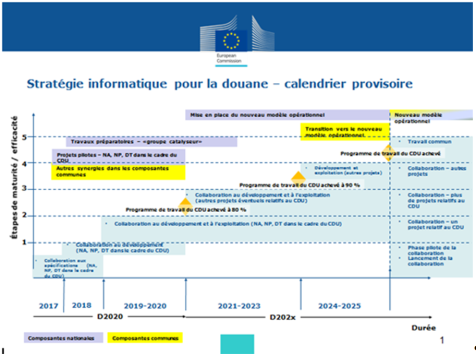 European
Commission
Stratégie informatique pour la douane – calendrier provisoire
Étapes de maturité / efficacité
Mise en place du nouveau modèle opérationnel
Nouveau modèle
opérationnel
5
Travaux préparatoires – «groupe catalyseur»
Transition vers le nouveau
modèle opérationnel
• Travail commun
Projets pilotes – NA, NP, DT dans le cadre du
CDU
Programme de travail du CDU achevé
4
Autres synergies dans les composantes
communes
• Développement et
exploitation (autres projets)
• Collaboration – autres
projets
Programme de travail du CDU achevé à 90 %
3
• Collaboration au développement et à l'exploitation
(autres projets éventuels relatifs au CDU)
• Collaboration – plus
de projets relatifs au
CDU
Programme de travail du CDU achevé à 80 %
2
• Collaboration au développement et à l'exploitation (NA, NP, DT dans le cadre du CDU)
• Collaboration – un
projet relatif au CDU
1
• Collaboration au développement
(NA, NP, DT dans le cadre du CDU)
• Phase pilote de la
collaboration
• Lancement de la
collaboration
• Collaboration aux
spécifications (NA,
NP, DT dans le cadre
du CDU)
2017
2018
2019-2020
2021-2023
2024-2025
D2020
D202x
Durée
1
Composantes nationales
Composantes communes